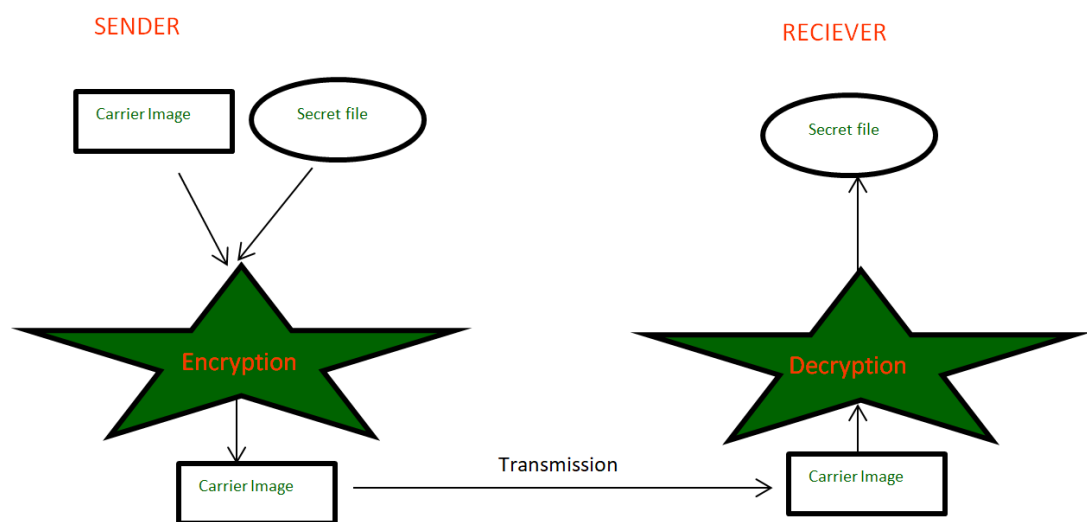 SENDER
RECIEVER
Carrier Image
Secret file
Secret file
Encryption
Decryption
Transmission
Carrier Image
Carrier Image